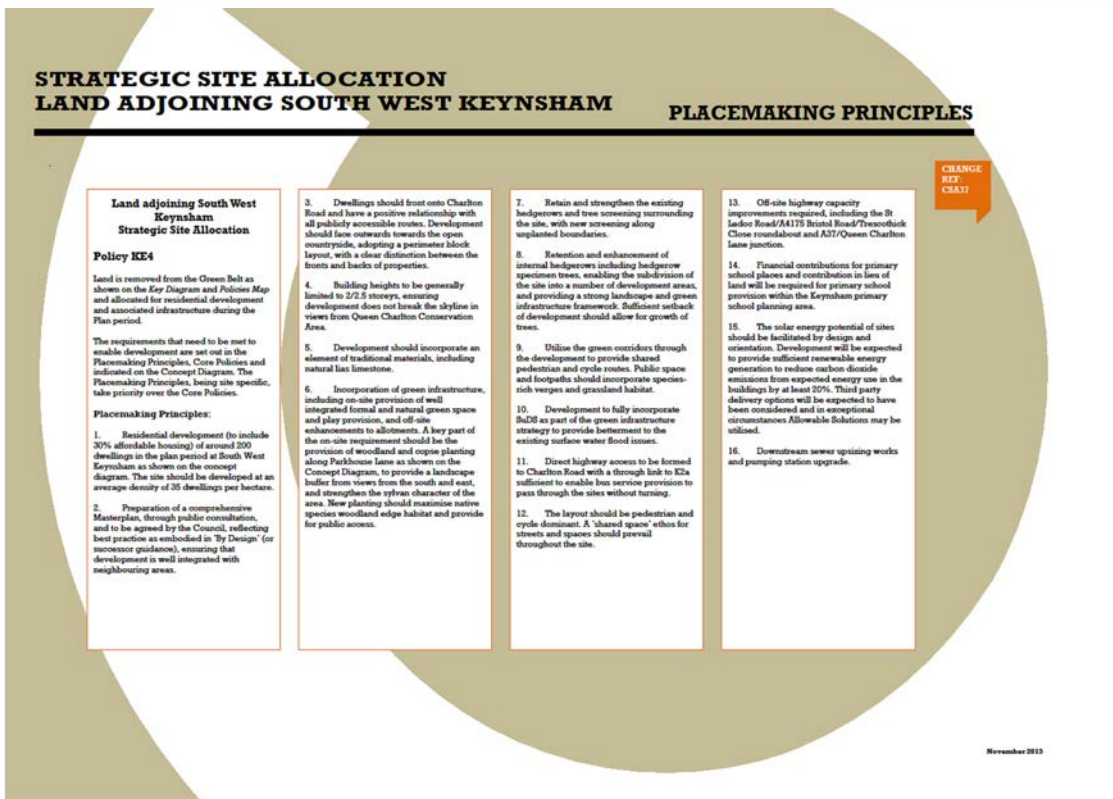 STRATEGIC SITE ALLOCATION
LAND ADJOINING SOUTH WEST KEYNSHAM
PLACEMAKING PRINCIPLES
CHANGE
REF:
CSA37
Land adjoining South West
Keynsham
Strategic Site Allocation
Policy KE4
Land is removed from the Green Belt as
shown on the Key Diagram and Policies Map
and allocated for residential development
and associated infrastructure during the
Plan period.
The requirements that need to be met to
enable development are set out in the
Placemaking Principles, Core Policies and
indicated on the Concept Diagram. The
Placemaking Principles, being site specific,
take priority over the Core Policies.
Placemaking Principles:
1. Residential development (to include
30% affordable housing) of around 200
dwellings in the plan period at South West
Keynsham as shown on the concept
diagram. The site should be developed at an
average density of 35 dwellings per hectare.
2. Preparation of a comprehensive
Masterplan, through public consultation,
and to be agreed by the Council, reflecting
best practice as embodied in 'By Design' (or
successor guidance), ensuring that
development is well integrated with
neighbouring areas.
3. Dwellings should front onto Charlton
Road and have a positive relationship with
all publicly accessible routes. Development
should face outwards towards the open
countryside, adopting a perimeter block
layout, with a clear distinction between the
fronts and backs of properties.
4. Building heights to be generally
limited to 2/2.5 storeys, ensuring
development does not break the skyline in
views from Queen Charlton Conservation
Area.
5. Development should incorporate an
element of traditional materials, including
natural lias limestone.
6. Incorporation of green infrastructure,
including on-site provision of well
integrated formal and natural green space
and play provision, and off-site
enhancements to allotments. A key part of
the on-site requirement should be the
provision of woodland and copse planting
along Parkhouse Lane as shown on the
Concept Diagram, to provide a landscape
buffer from views from the south and east,
and strengthen the sylvan character of the
area. New planting should maximise native
species woodland edge habitat and provide
for public access.
7. Retain and strengthen the existing
hedgerows and tree screening surrounding
the site, with new screening along
unplanted boundaries.
8. Retention and enhancement of
internal hedgerows including hedgerow
specimen trees, enabling the subdivision of
the site into a number of development areas,
and providing a strong landscape and green
infrastructure framework. Sufficient setback
of development should allow for growth of
trees.
9. Utilise the green corridors through
the development to provide shared
pedestrian and cycle routes. Public space
and footpaths should incorporate species-
rich verges and grassland habitat.
10. Development to fully incorporate
SuDS as part of the green infrastructure
strategy to provide betterment to the
existing surface water flood issues.
11. Direct highway access to be formed
to Charlton Road with a through link to K2a
sufficient to enable bus service provision to
pass through the sites without turning.
12. The layout should be pedestrian and
cycle dominant. A 'shared space' ethos for
streets and spaces should prevail
throughout the site.
13. Off-site highway capacity
improvements required, including the St
Ladoc Road/A4175 Bristol Road/Trescothick
Close roundabout and A37/Queen Charlton
Lane junction.
14. Financial contributions for primary
school places and contribution in lieu of
land will be required for primary school
provision within the Keynsham primary
school planning area.
15. The solar energy potential of sites
should be facilitated by design and
orientation. Development will be expected
to provide sufficient renewable energy
generation to reduce carbon dioxide
emissions from expected energy use in the
buildings by at least 20%. Third party
delivery options will be expected to have
been considered and in exceptional
circumstances Allowable Solutions may be
utilised.
16. Downstream sewer upsizing works
and pumping station upgrade.
November 2013